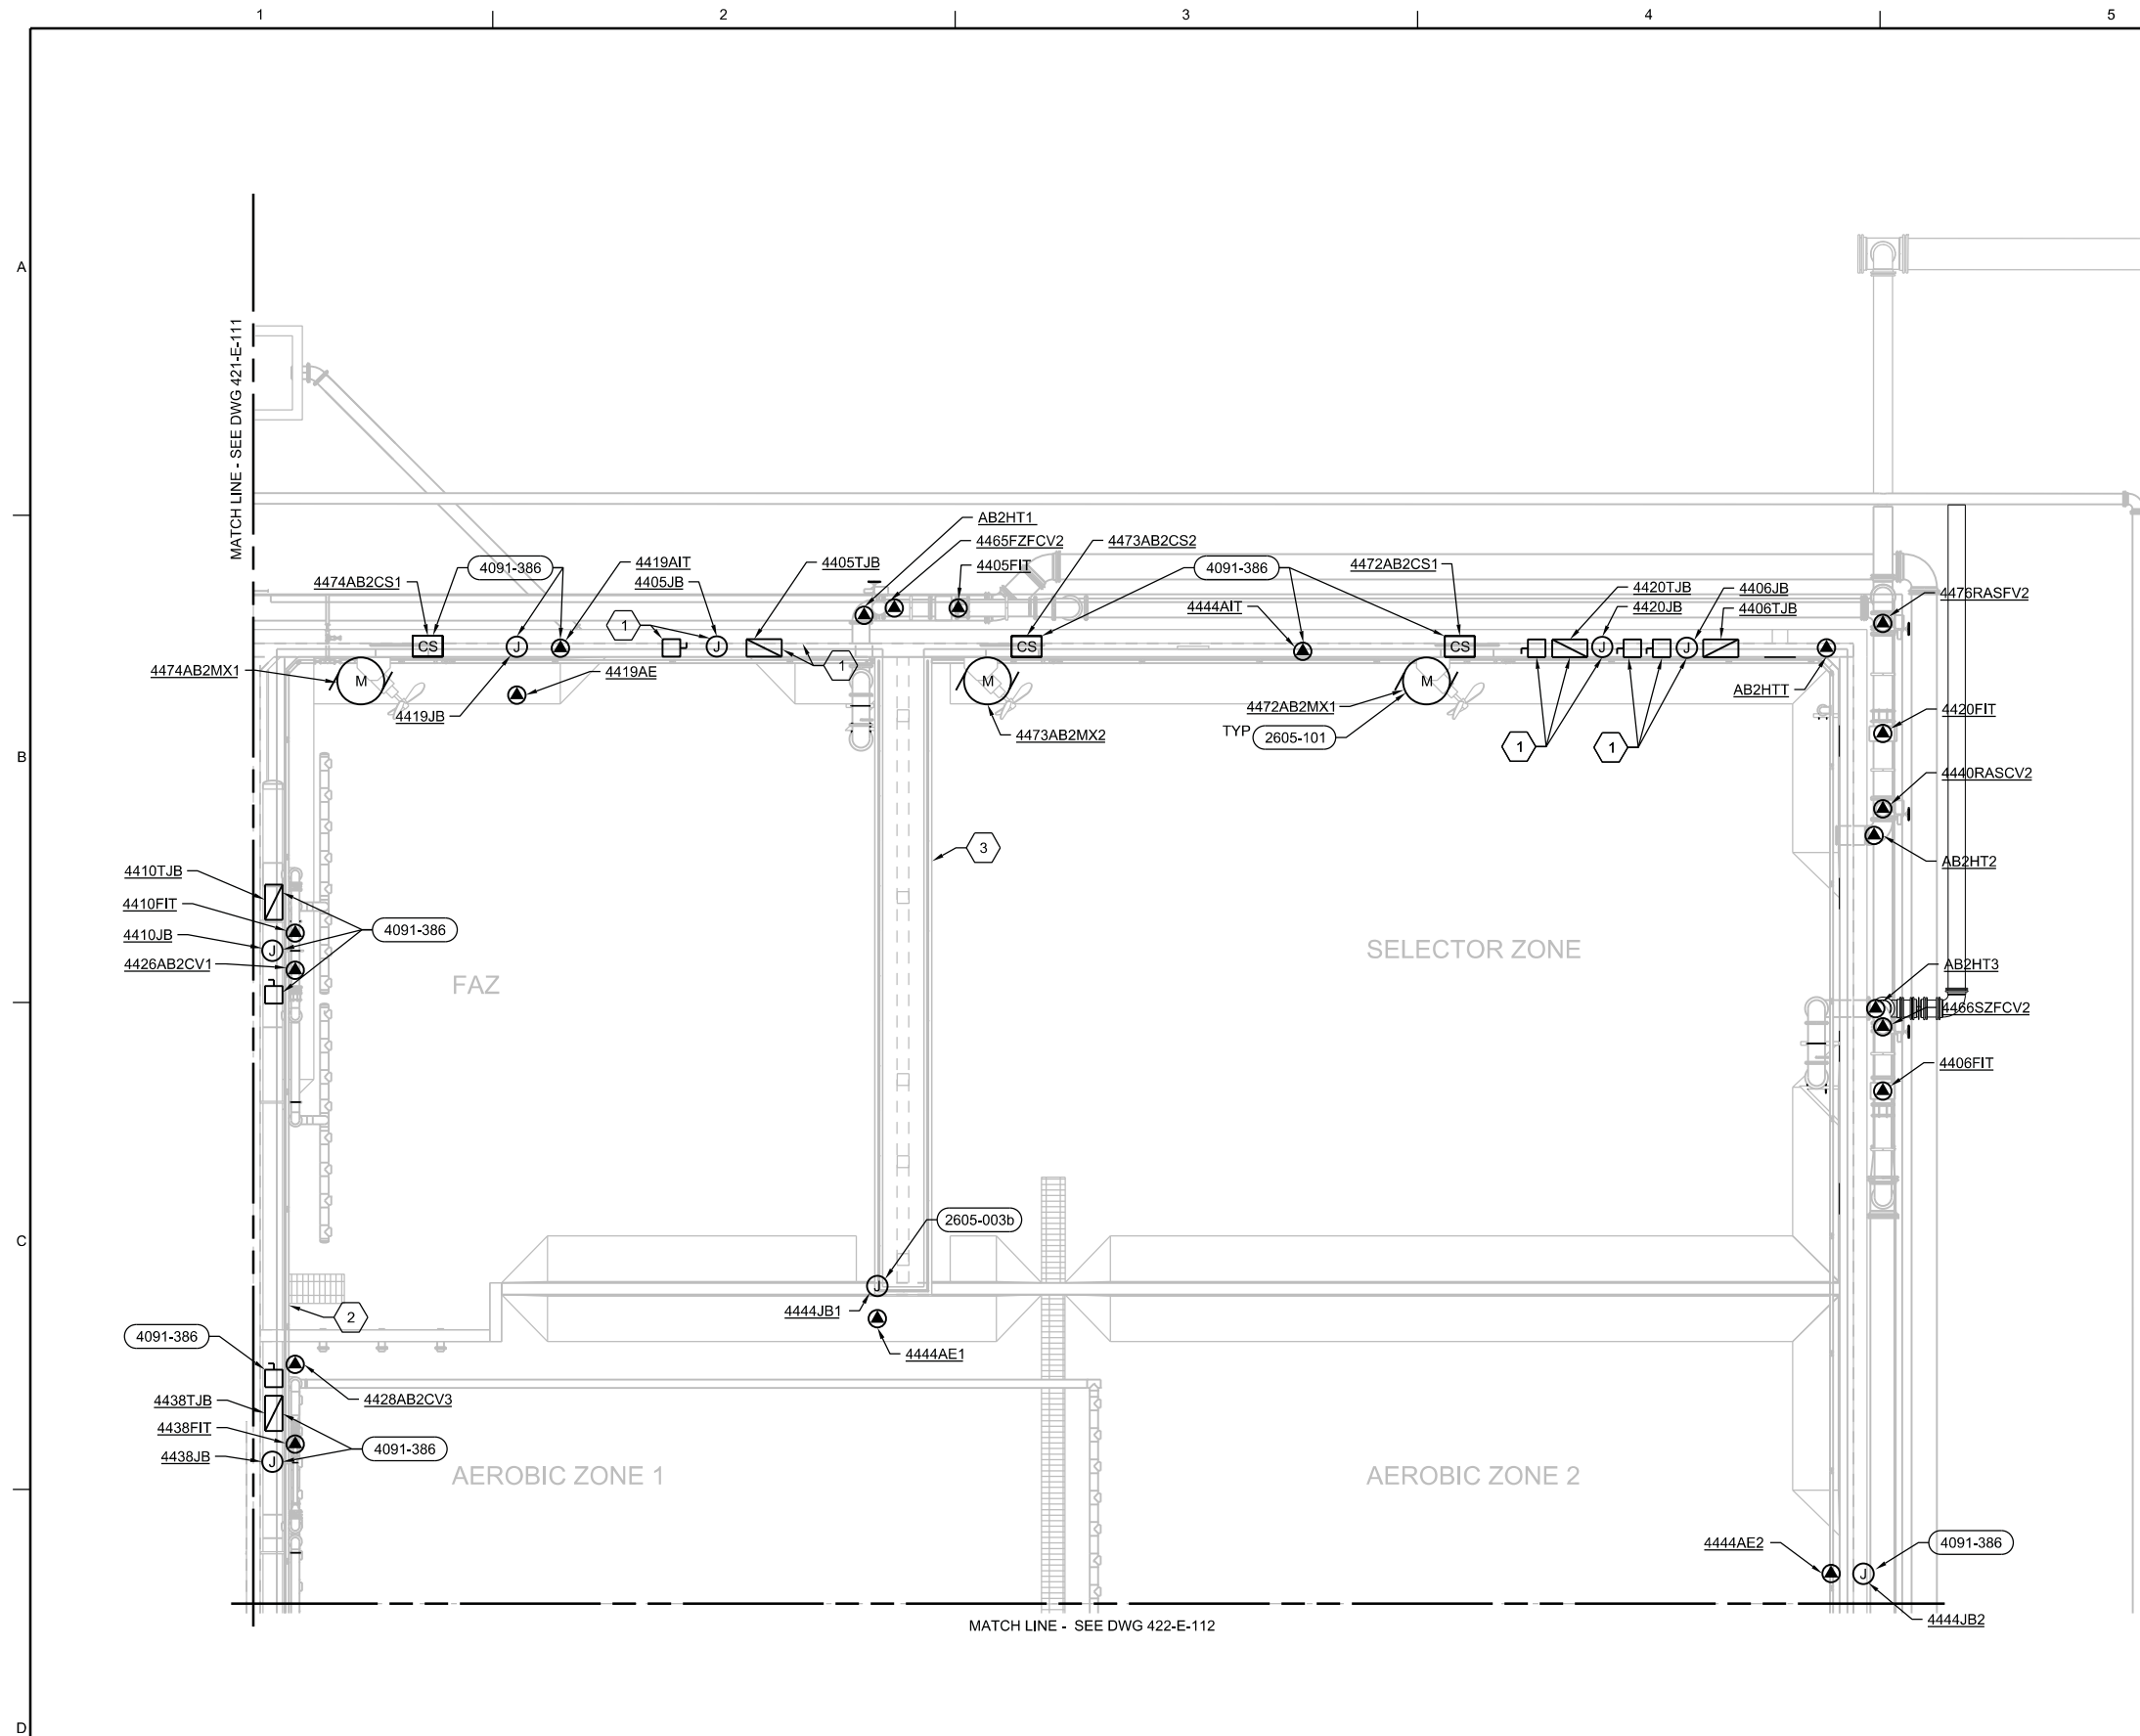 1 2 3 4 5
A
MATCH LINE - SEE DWG 421-E-111
AB2HT1
4465FZFCV2
4473AB2CS2
4091-386
4419AIT
4405TJB
4405FIT
4091-386
4472AB2CS1
4474AB2CS1
4405JB
4420TJB
4406JB
4476RASFV2
4444AIT
4420JB
4406TJB
1
CS
J
J
CS
CS
J
J
1
4474AB2MX1
M
4419AE
M
M
AB2HTT
4419JB
4472AB2MX1
4420FIT
4473AB2MX2
TYP
2605-101
1
1
B
4440RASCV2
3
AB2HT2
4410TJB
4410FIT
4091-386
4410JB
J
SELECTOR ZONE
4426AB2CV1
AB2HT3
FAZ
4466SZFCV2
4406FIT
2605-003b
C
J
4444JB1
2
4091-386
4444AE1
4428AB2CV3
4438TJB
4438FIT
4091-386
4438JB
J
AEROBIC ZONE 1
AEROBIC ZONE 2
4444AE2
4091-386
J
4444JB2
MATCH LINE - SEE DWG 422-E-112
D